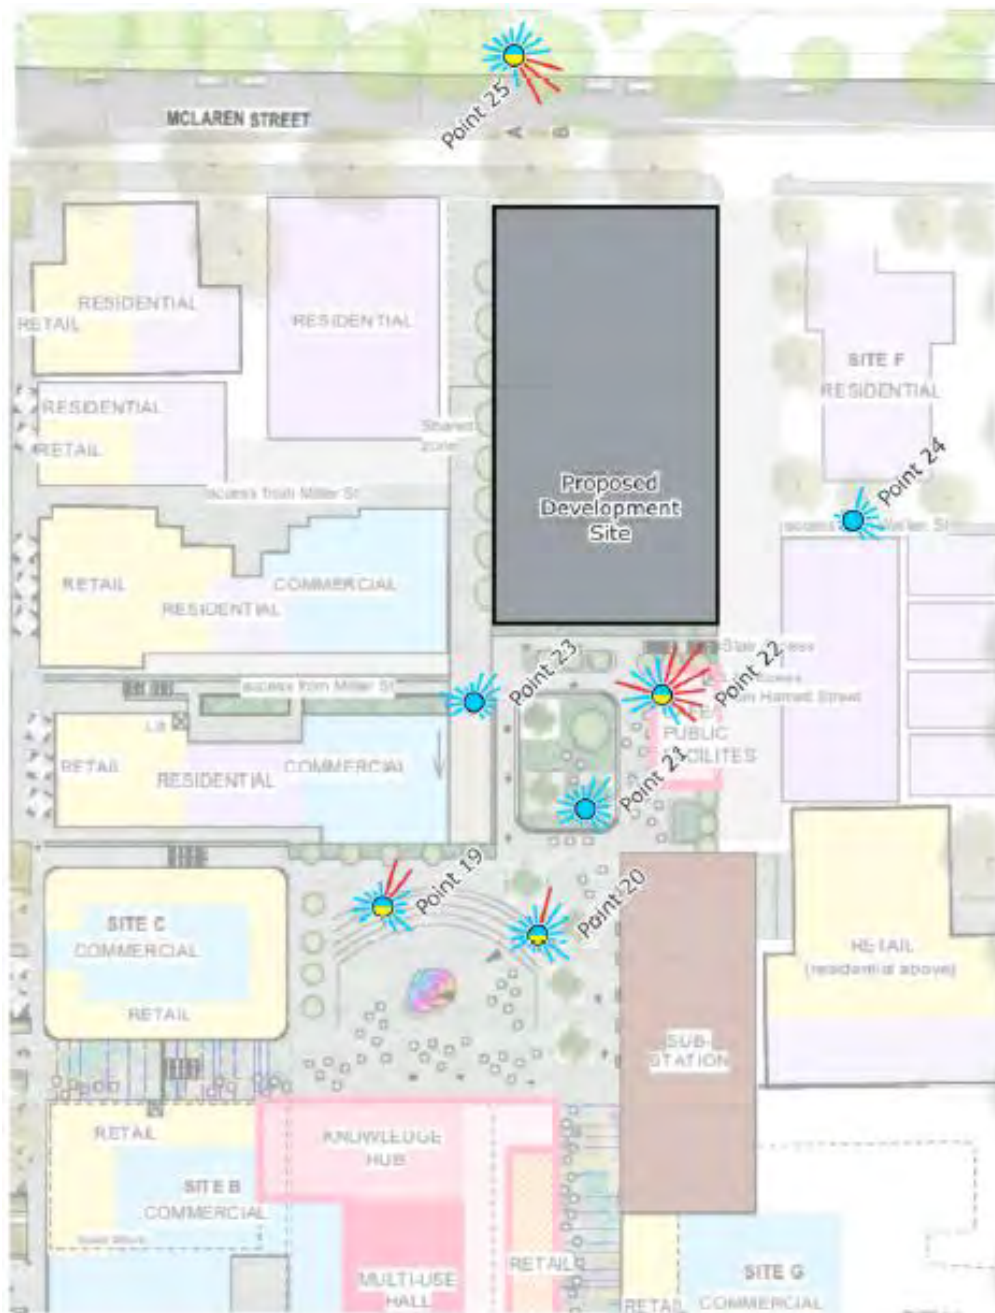 Point 25
MCLAREN STREET
A
B
RESIDENTIAL
RETAIL
RESIDENTIAL
SITE F
RESIDENTIAL
RESIDENTIAL
RETAIL
Shared
zone
Point 24
access from Miller St
Proposed
Development
Site
RETAIL
COMMERCIAL
RESIDENTIAL
Point 23
Point 22
access from Miller St
PUBLIC
RETAIL
COMMERCIAL
RESIDENTIAL
Point 21
Point 19
Point 20
SITE C
COMMERCIAL
RETAIL
RETAIL
(residential above)
SUB-
STATION
RETAIL
KNOWLEDGE
HUB
SITE B
COMMERCIAL
MULTI-USE
HALL
RETAIL
SITE G
RETAIL
COMMERCIAL